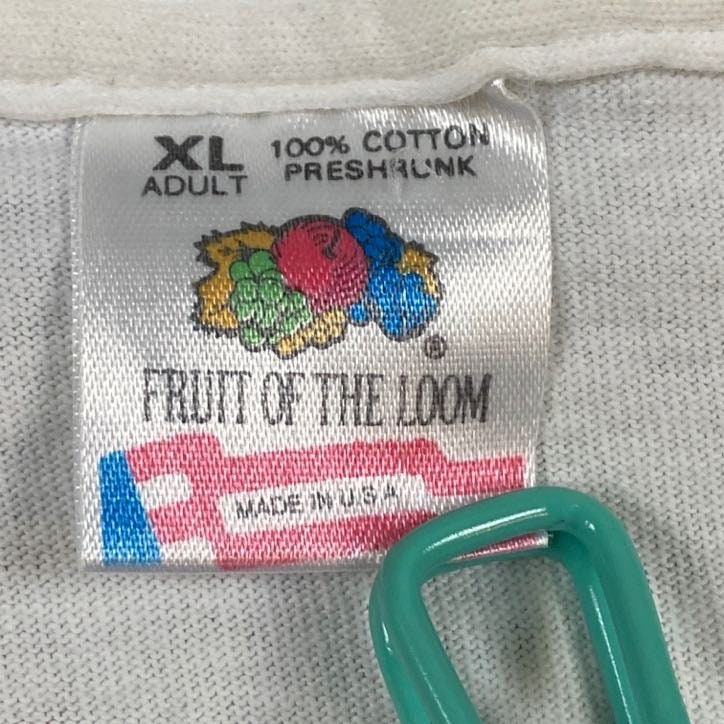 XL
ADULT
100% COTTON
PRESHRUNK
®
FRUIT OF THE LOOM
MADE IN U.S.A.